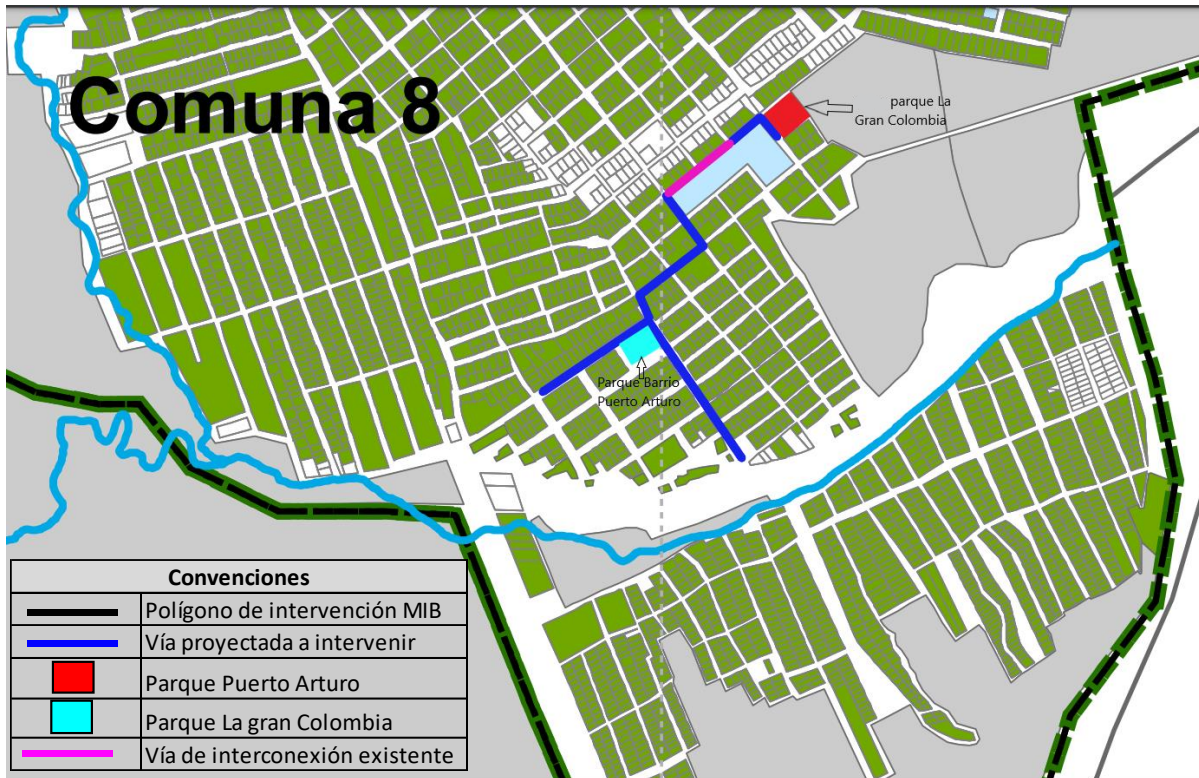 Comuna 8
parque La
Gran Colombia
Parque Barrio
Puerto Arturo
Convenciones
Polígono de intervención MIB
Vía proyectada a intervenir
Parque Puerto Arturo
Parque La gran Colombia
Vía de interconexión existente